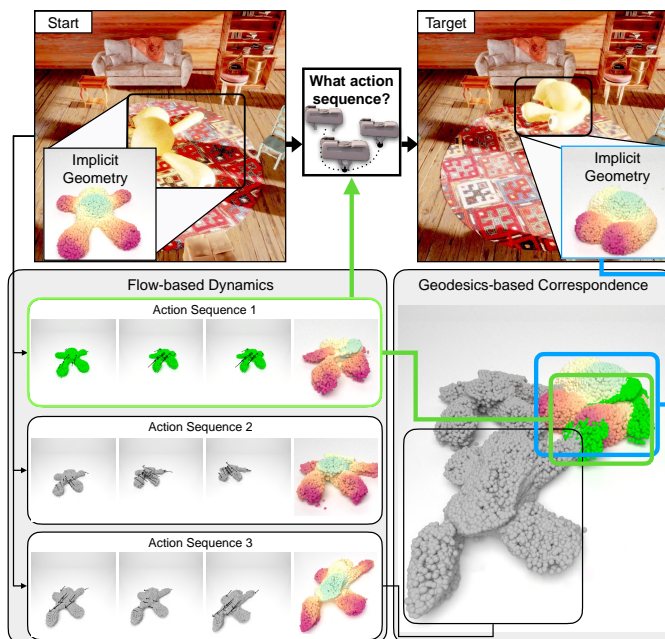 Start
Target
What action
sequence?
Implicit
Geometry
Implicit
Geometry
Flow-based Dynamics
Geodesics-based Correspondence
Action Sequence 1
Action Sequence 2
Action Sequence 3